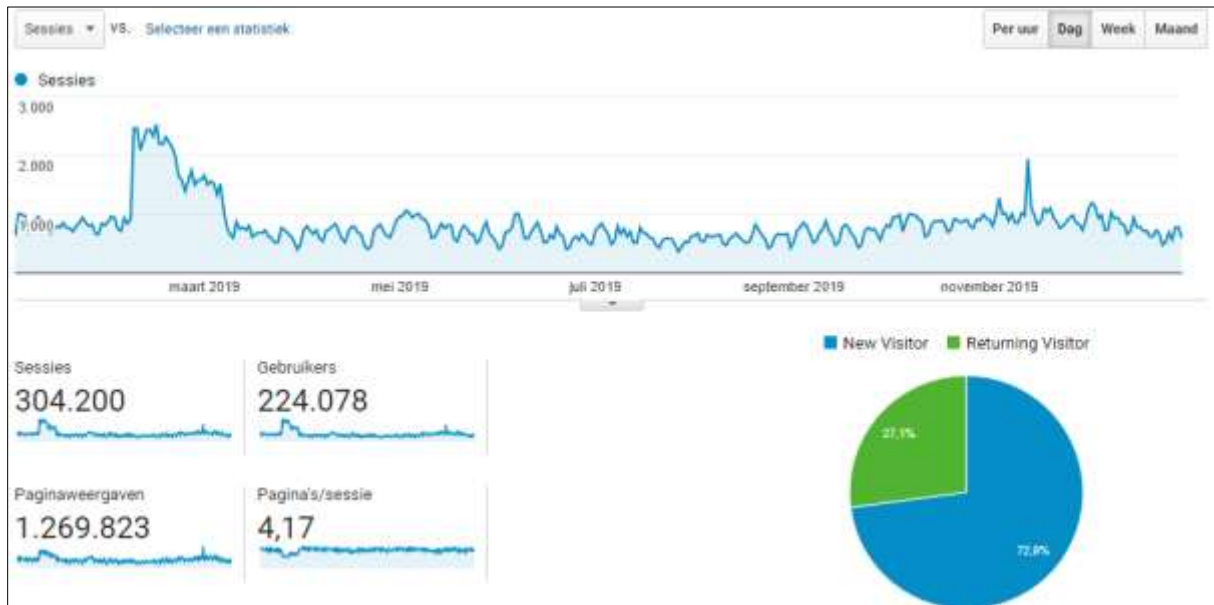 Sessies vs. Selecteer een statistiek Per uur Dag Week Maand
Sessies
3.000
2.000
1.000
maart 2019 mei 2019 juli 2019 september 2019 november 2019
New Visitor Returning Visitor
Sessies Gebruikers
304.200 224.078
27,1%
Paginaweergaven Pagina's/sessie
1.269.823 4,17
72,9%